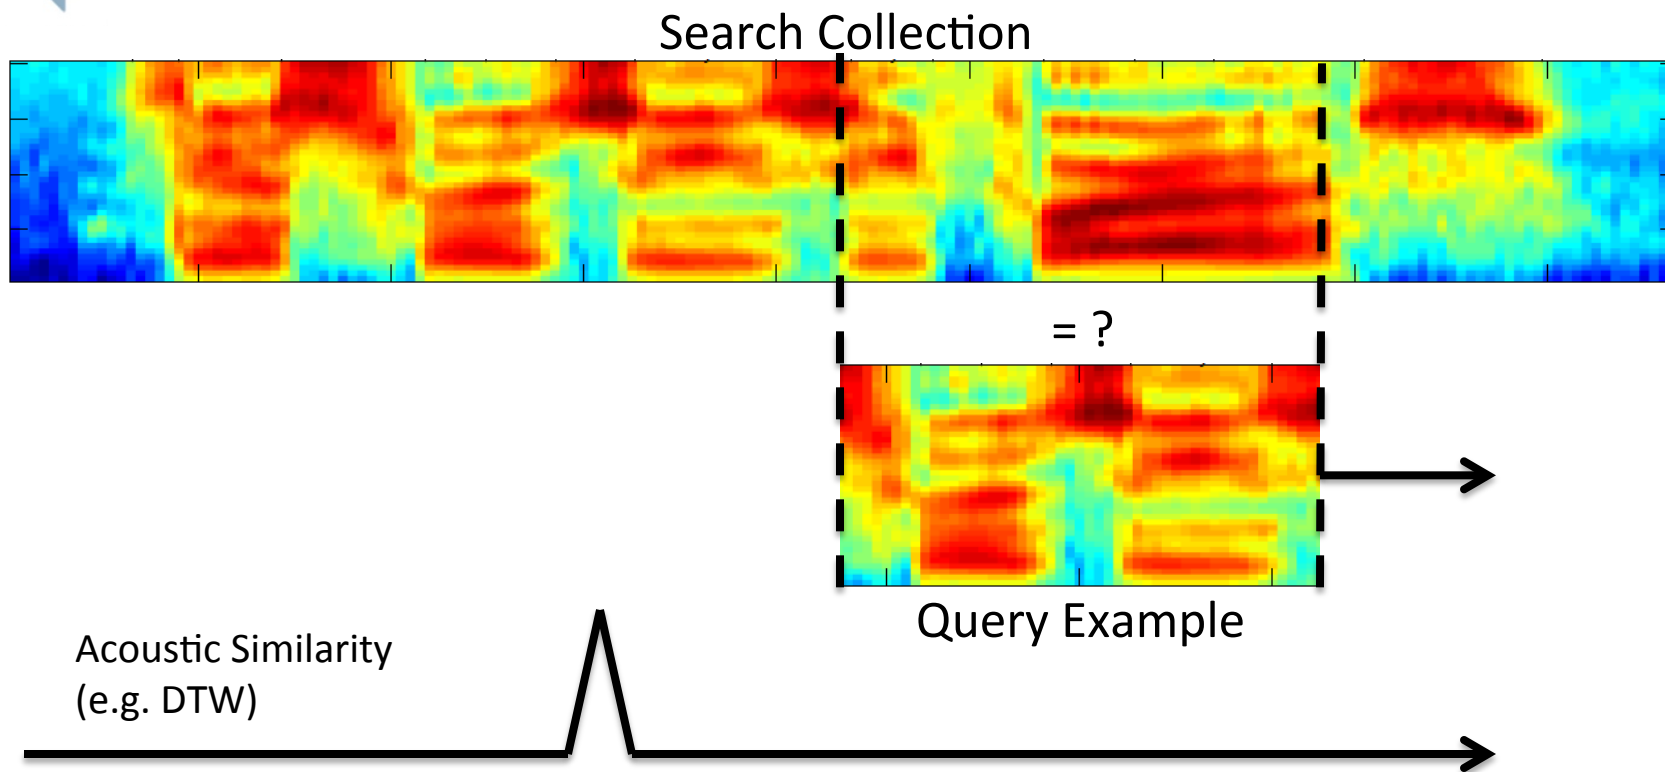 Search Collection
= ?
Query Example
Acoustic Similarity
(e.g. DTW)